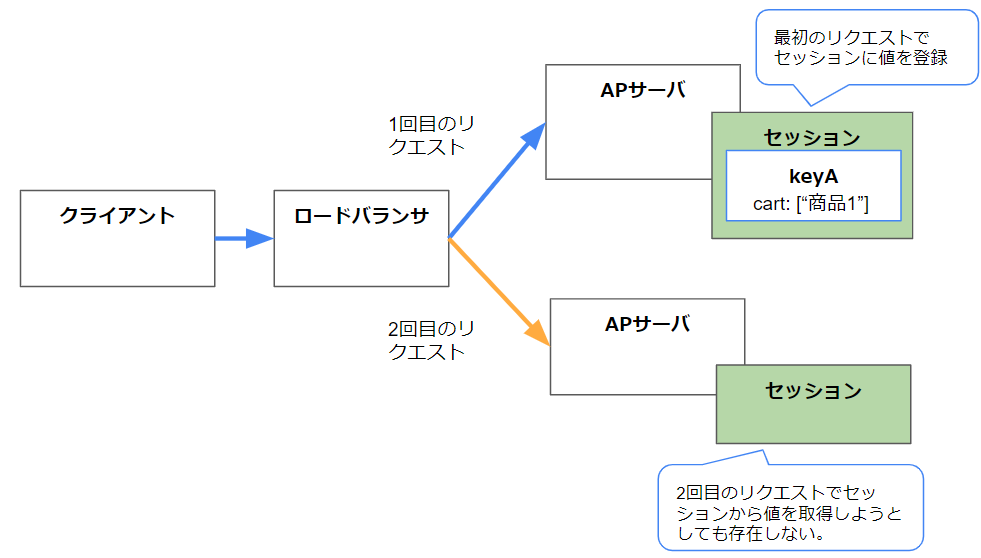 最初のリクエストで
セッションに値を登録
APサーバ
1回目のリ
クエスト
セッション
keyA
cart: [“商品1”]
クライアント
ロードバランサ
2回目のリ
クエスト
APサーバ
セッション
2回目のリクエストでセッ
ションから値を取得しようと
しても存在しない。